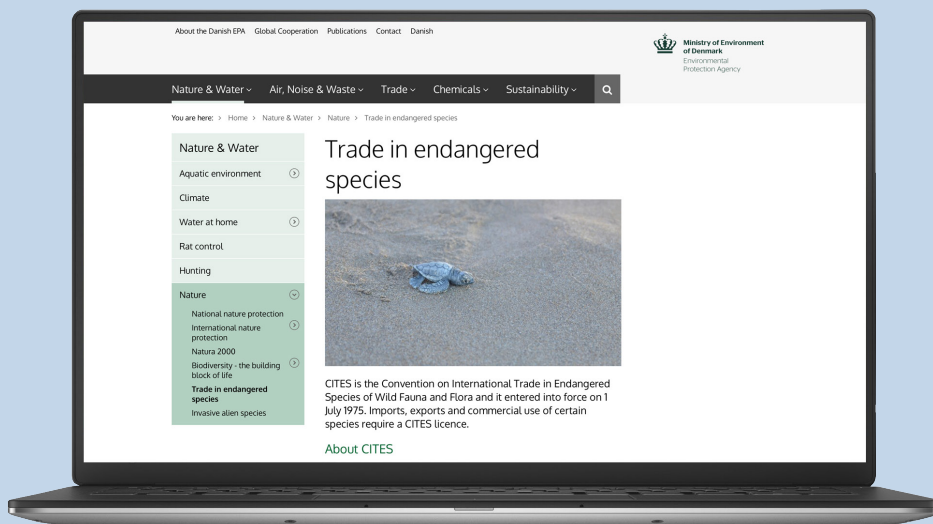 About the Danish EPA Global Cooperation Publications Contact Danish
Ministry of Environment
of Denmark
Environmental
Protection Agency
Nature & Water Air, Noise & Waste Trade Chemicals Sustainability
You are here: > Home > Nature & Water > Nature > Trade in endangered species
Nature & Water
Aquatic environment
Climate
Water at home
Rat control
Hunting
Nature
National nature protection
International nature
protection
Natura 2000
Biodiversity - the building
block of life
Trade in endangered
species
Invasive alien species
Trade in endangered
species
CITES is the Convention on International Trade in Endangered
Species of Wild Fauna and Flora and it entered into force on 1
July 1975. Imports, exports and commercial use of certain
species require a CITES licence.
About CITES